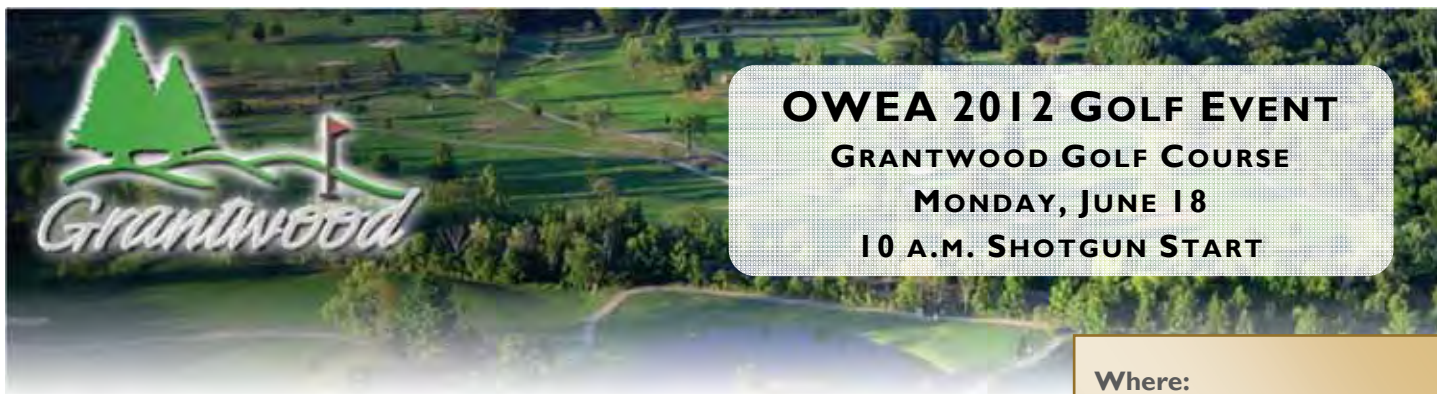 Grantwood
OWEA 2012 GOLF EVENT
GRANTWOOD GOLF COURSE
MONDAY, JUNE 18
10 A.M. SHOTGUN START
Where: